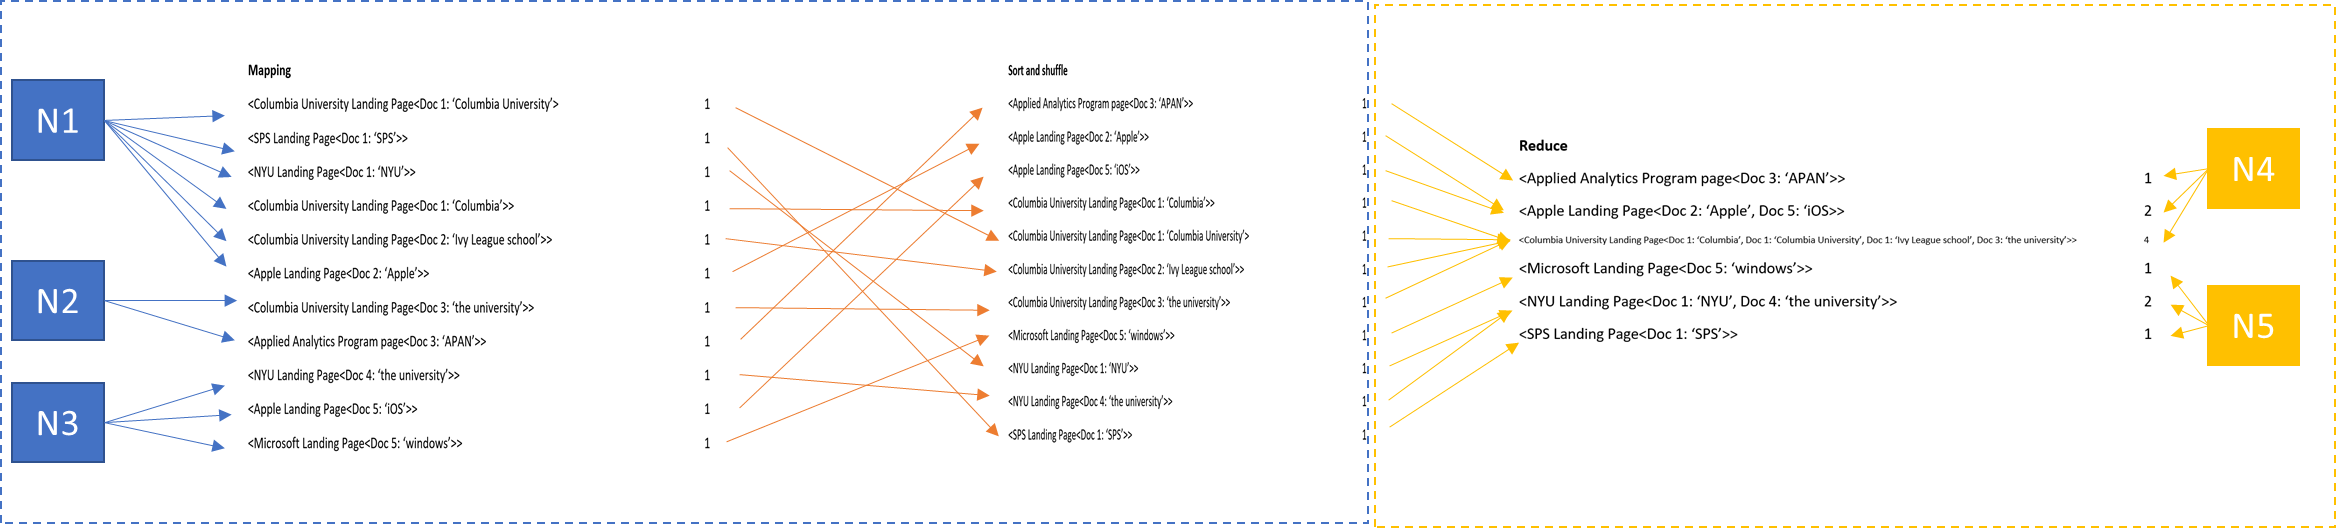 N1
N2
N3
Mapping
<Columbia University Landing Page<Doc 1: ‘Columbia University’> 1
<SPS Landing Page<Doc 1: ‘SPS’>> 1
<NYU Landing Page<Doc 1: ‘NYU’>> 1
<Columbia University Landing Page<Doc 1: ‘Columbia’>> 1
<Columbia University Landing Page<Doc 2: ‘Ivy League school’>> 1
<Apple Landing Page<Doc 2: ‘Apple’>> 1
<Columbia University Landing Page<Doc 3: ‘the university’>> 1
<Applied Analytics Program page<Doc 3: ‘APAN’>> 1
<NYU Landing Page<Doc 4: ‘the university’>> 1
<Apple Landing Page<Doc 5: ‘iOS’>> 1
<Microsoft Landing Page<Doc 5: ‘windows’>> 1
Sort and shuffle
<Applied Analytics Program page<Doc 3: ‘APAN’>> 1
<Apple Landing Page<Doc 2: ‘Apple’>> 1
<Apple Landing Page<Doc 5: ‘iOS’>> 1
<Columbia University Landing Page<Doc 1: ‘Columbia’>> 1
<Columbia University Landing Page<Doc 1: ‘Columbia University’> 1
<Columbia University Landing Page<Doc 2: ‘Ivy League school’>> 1
<Columbia University Landing Page<Doc 3: ‘the university’>> 1
<Microsoft Landing Page<Doc 5: ‘windows’>> 1
<NYU Landing Page<Doc 1: ‘NYU’>> 1
<NYU Landing Page<Doc 4: ‘the university’>> 1
<SPS Landing Page<Doc 1: ‘SPS’>> 1
Reduce
<Applied Analytics Program page<Doc 3: ‘APAN’>> 1
<Apple Landing Page<Doc 2: ‘Apple’, Doc 5: ‘iOS>> 2
<Columbia University Landing Page<Doc 1: ‘Columbia’, Doc 1: ‘Columbia University’, Doc 1: ‘Ivy League school’, Doc 3: ‘the university’>> 4
<Microsoft Landing Page<Doc 5: ‘windows’>> 1
<NYU Landing Page<Doc 1: ‘NYU’, Doc 4: ‘the university’>> 2
<SPS Landing Page<Doc 1: ‘SPS’>> 1
N4
N5